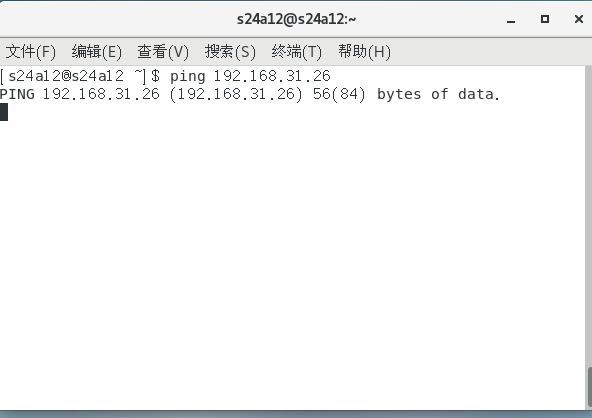 s24a12@s24a12:~
文件(F) 编辑(E) 查看(V) 搜索(S) 终端(T) 帮助(H)
[s24a12@s24a12 ~]$ ping 192.168.31.26
PING 192.168.31.26 (192.168.31.26) 56(84) bytes of data.